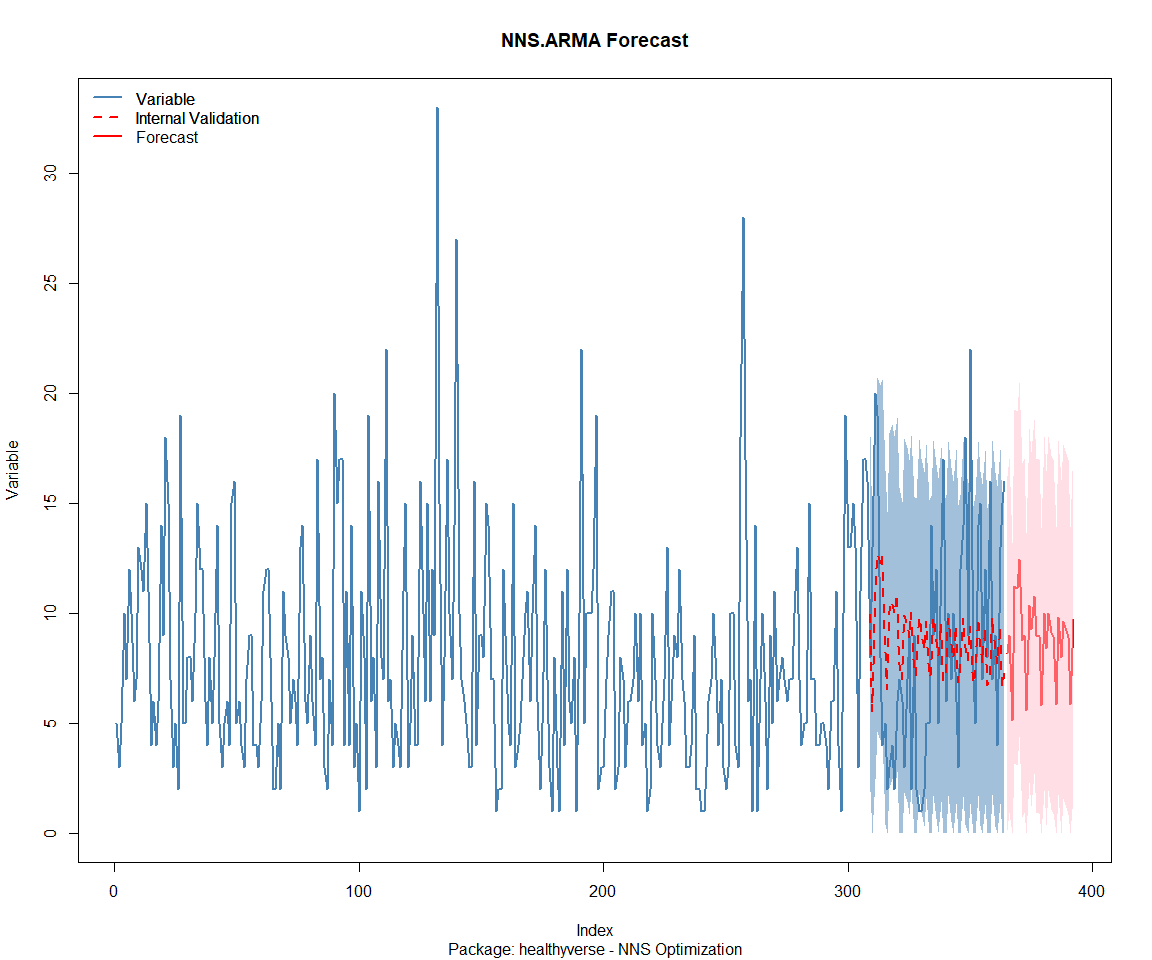 NNS.ARMA Forecast
Variable
Internal Validation
Forecast
Variable
30
25
20
15
10
5
0
0 100 200 300 400
Index
Package: healthyverse - NNS Optimization